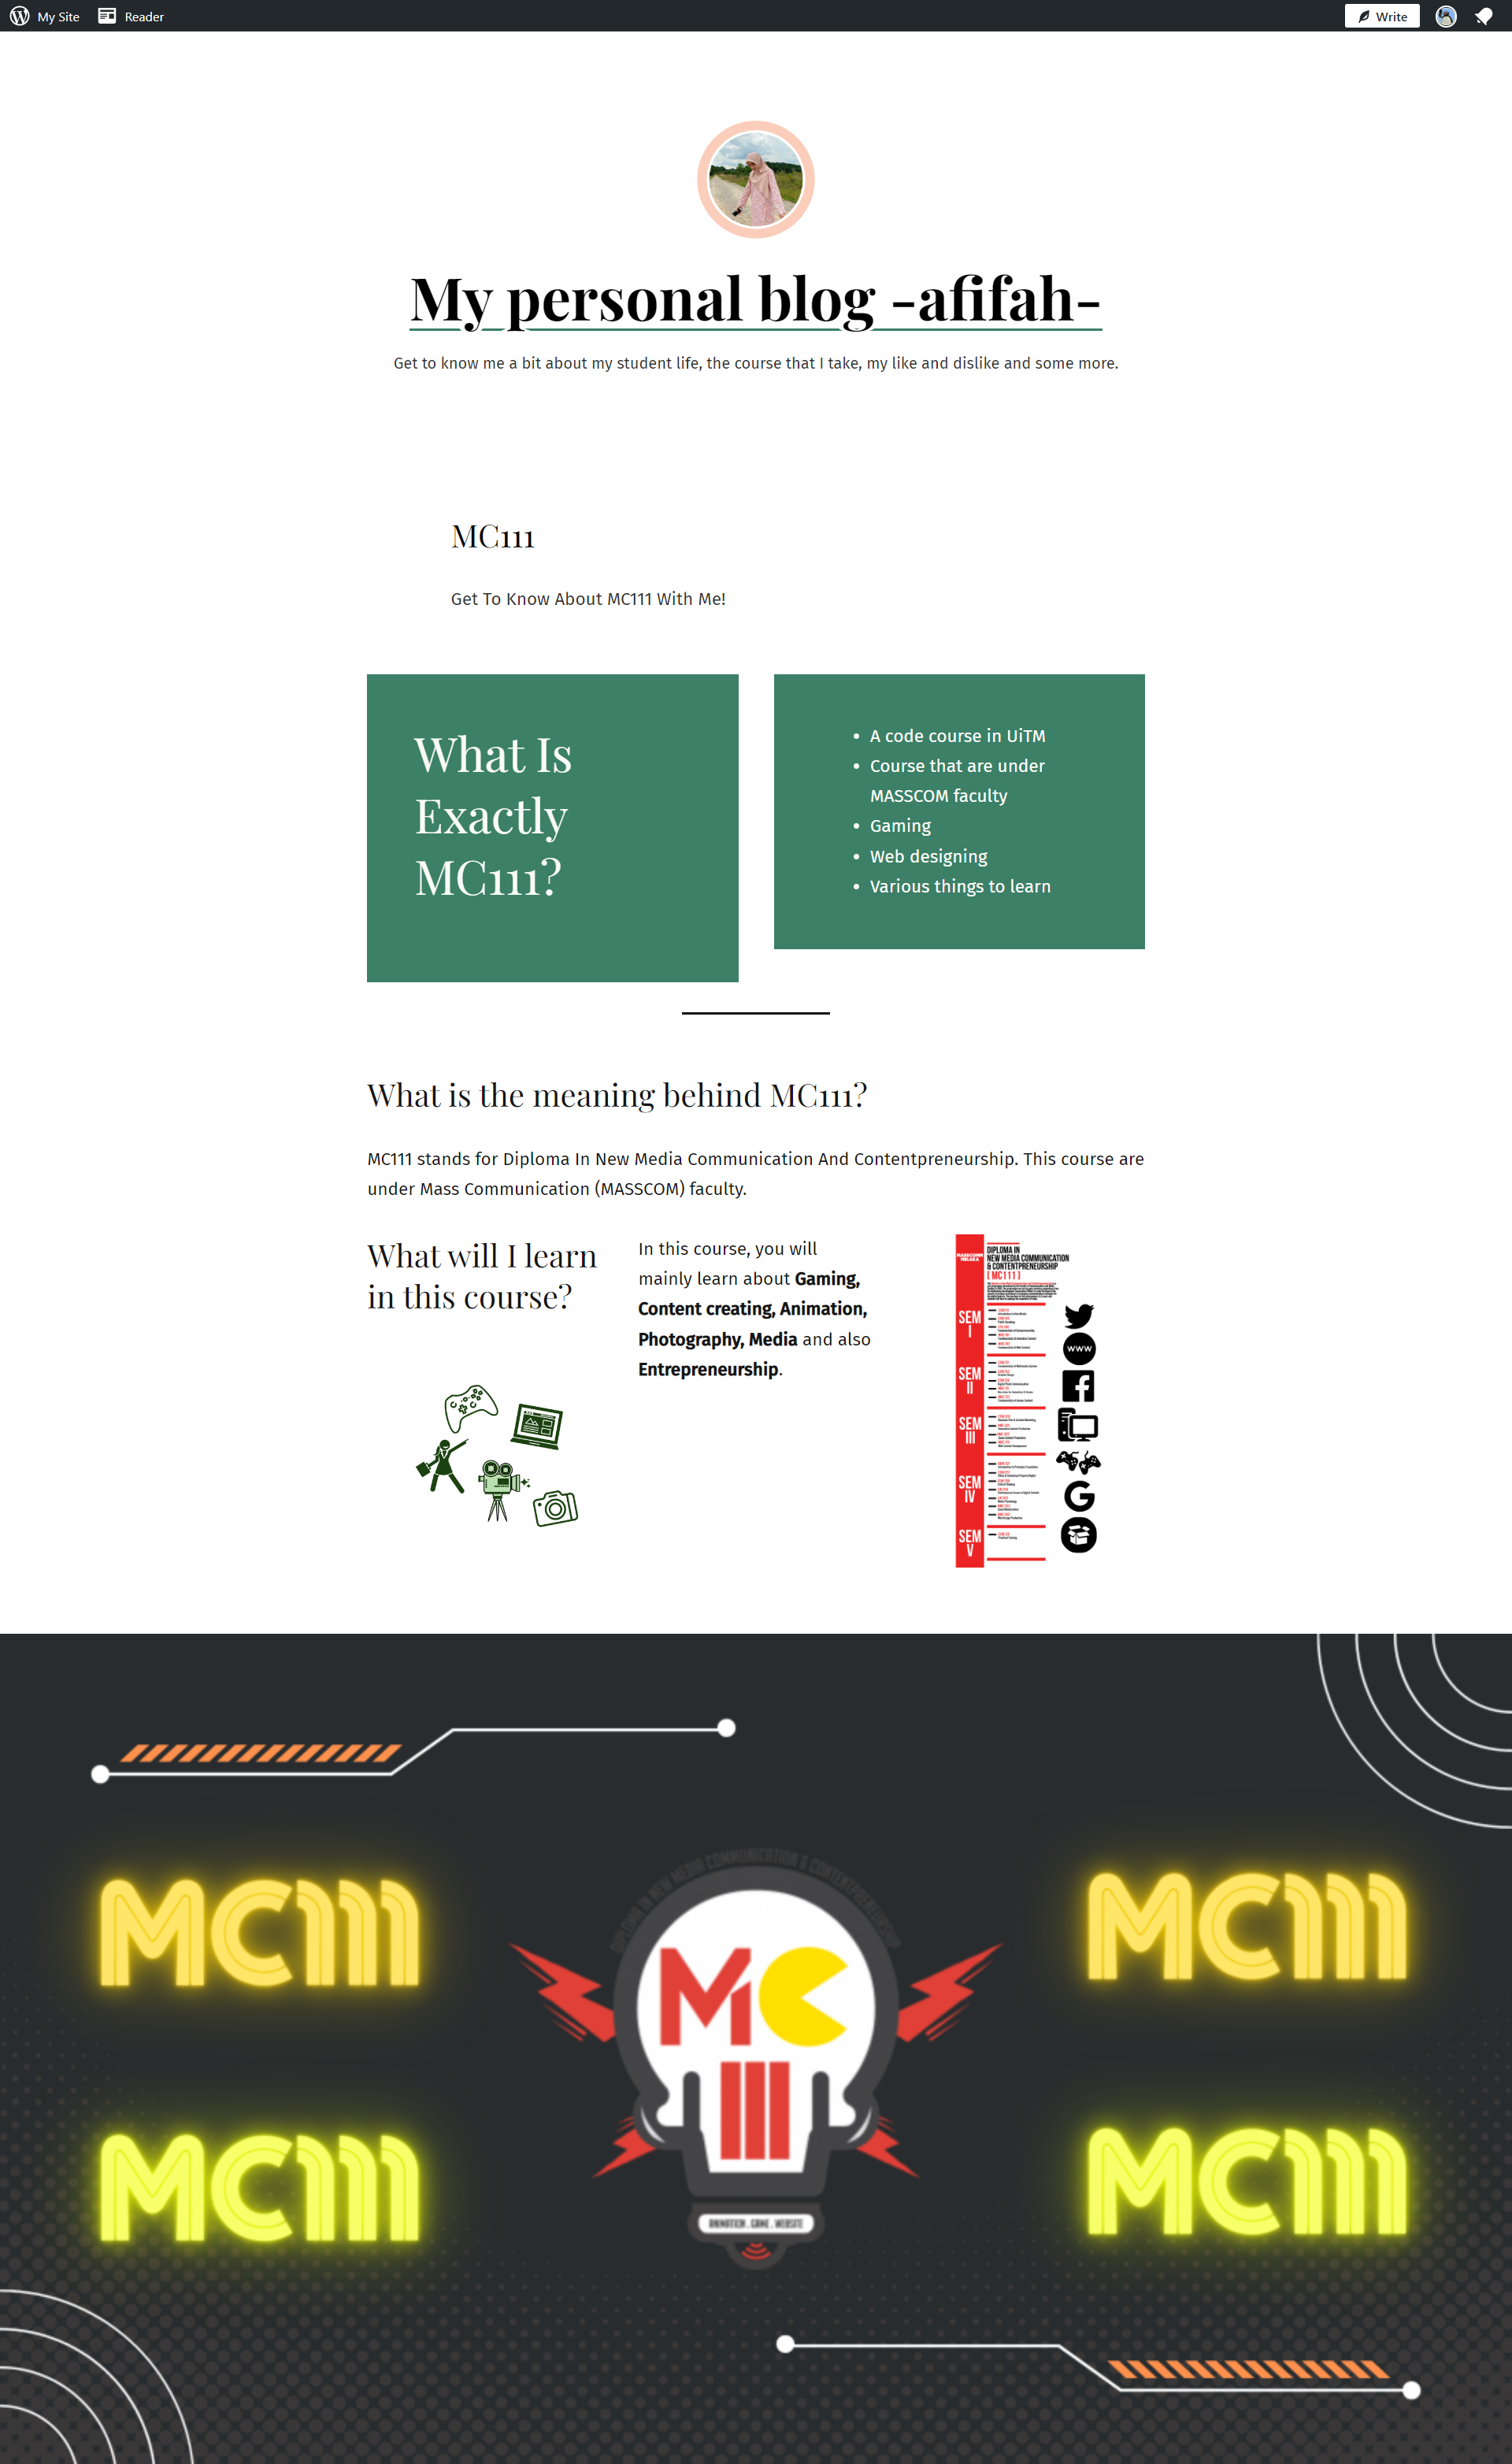 My Site
Reader
Write
My personal blog -afifah-
Get to know me a bit about my student life, the course that I take, my like and dislike and some more.
MC111
Get To Know About MC111 With Me!
What Is
Exactly
MC111?
A code course in UiTM
Course that are under
MASSCOM faculty
Gaming
Web designing
Various things to learn
What is the meaning behind MC111?
MC111 stands for Diploma In New Media Communication And Contentpreneurship. This course are
under Mass Communication (MASSCOM) faculty.
What will I learn
in this course?
In this course, you will
mainly learn about Gaming,
Content creating, Animation,
Photography, Media and also
Entrepreneurship.
MASSCOMM
MELAKA
DIPLOMA IN
NEW MEDIA COMMUNICATION
& CONTENTPRENEURSHIP
[ MC111 ]
SEM
I
SEM
II
SEM
III
SEM
IV
SEM
V
WWW
MC111
MC111
DIPLOMA IN NEW MEDIA COMMUNICATION & CONTENTPRENEURSHIP
MC
111
ANIMATION . GAME . WEBSITE
MC111
MC111